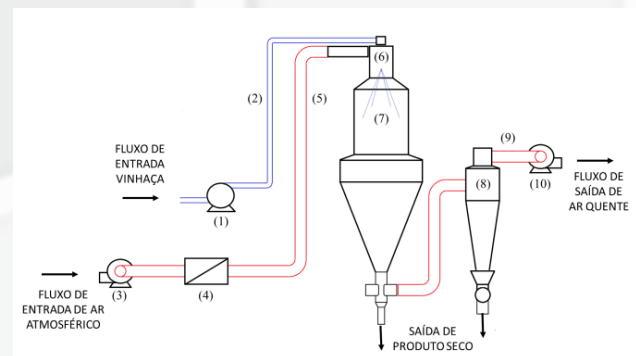 (6)
(2)
(5)
(7)
(9)
FLUXO DE
ENTRADA
VINHAÇA
(1)
(8)
(10)
FLUXO DE
SAÍDA DE
AR QUENTE
(3)
(4)
FLUXO DE
ENTRADA DE AR
ATMOSFÉRICO
SAÍDA DE
PRODUTO SECO